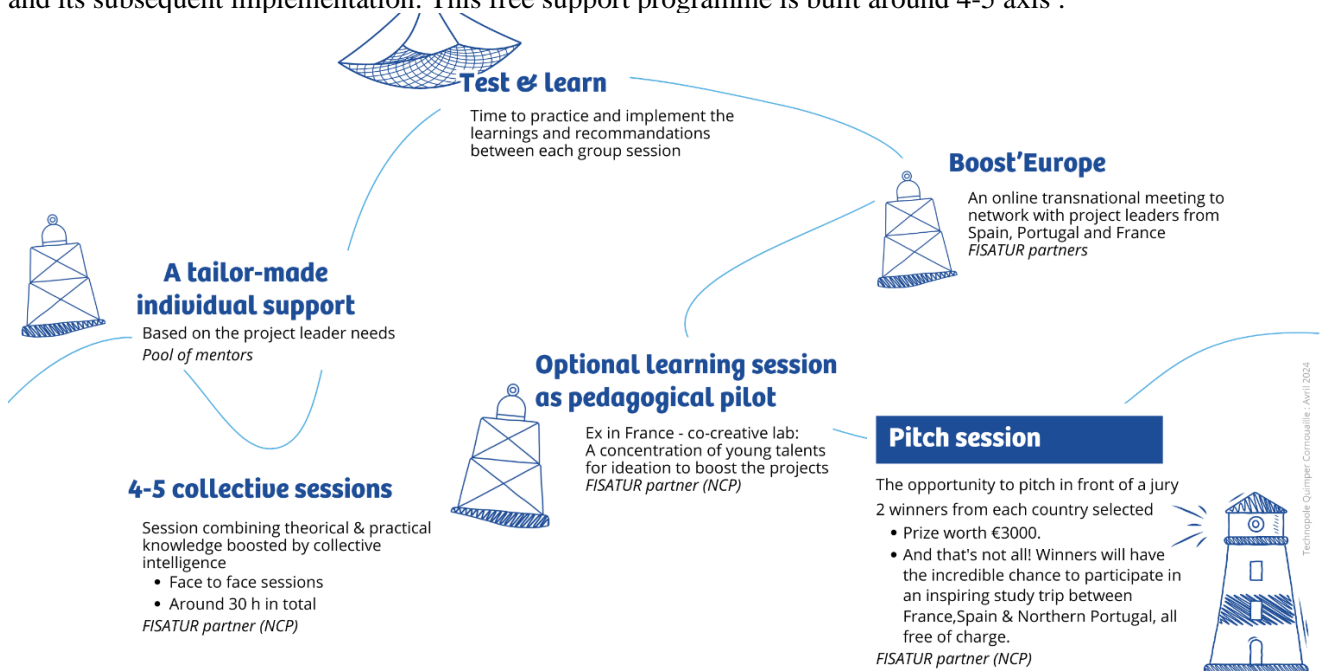 and its subsequent implementation. This free support programme is built around 4-5 axis :
Test & learn
Time to practice and implement the
learnings and recommandations
between each group session
Boost'Europe
An online transnational meeting to
network with project leaders from
Spain, Portugal and France
FISATUR partners
A tailor-made
individual support
Based on the project leader needs
Pool of mentors
Optional learning session
as pedagogical pilot
Ex in France - co-creative lab:
A concentration of young talents
for ideation to boost the projects
FISATUR partner (NCP)
4-5 collective sessions
Session combining theorical & practical
knowledge boosted by collective
intelligence
• Face to face sessions
• Around 30 h in total
FISATUR partner (NCP)
Pitch session
The opportunity to pitch in front of a jury
2 winners from each country selected
• Prize worth €3000.
• And that's not all! Winners will have
the incredible chance to participate in
an inspiring study trip between
France,Spain & Northern Portugal, all
free of charge.
FISATUR partner (NCP)
Technopole Quimper Cornouaille : Avril 2024